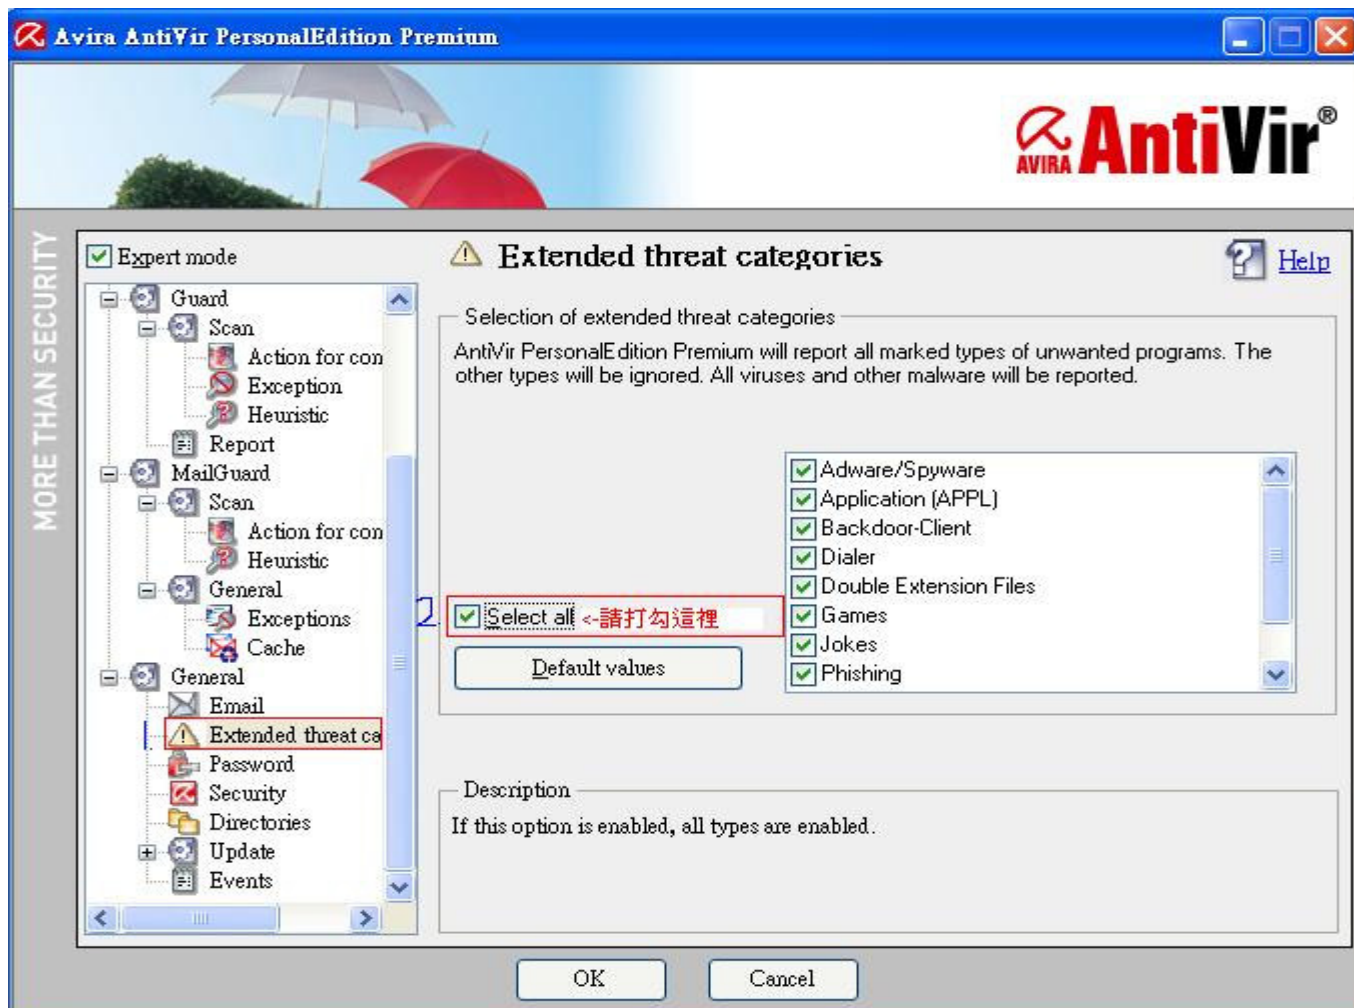 Avira AntiVir PersonalEdition Premium
AVIRA AntiVir®
MORE THAN SECURITY
Expert mode
Guard
Scan
Action for con
Exception
Heuristic
Report
MailGuard
Scan
Action for con
Heuristic
General
Exceptions
Cache
General
Email
1 Extended threat ca
Password
Security
Directories
Update
Events
Extended threat categories
Help
Selection of extended threat categories
AntiVir PersonalEdition Premium will report all marked types of unwanted programs. The
other types will be ignored. All viruses and other malware will be reported.
2 Select all <-請打勾這裡
Default values
Adware/Spyware
Application (APPL)
Backdoor-Client
Dialer
Double Extension Files
Games
Jokes
Phishing
Description
If this option is enabled, all types are enabled.
OK
Cancel